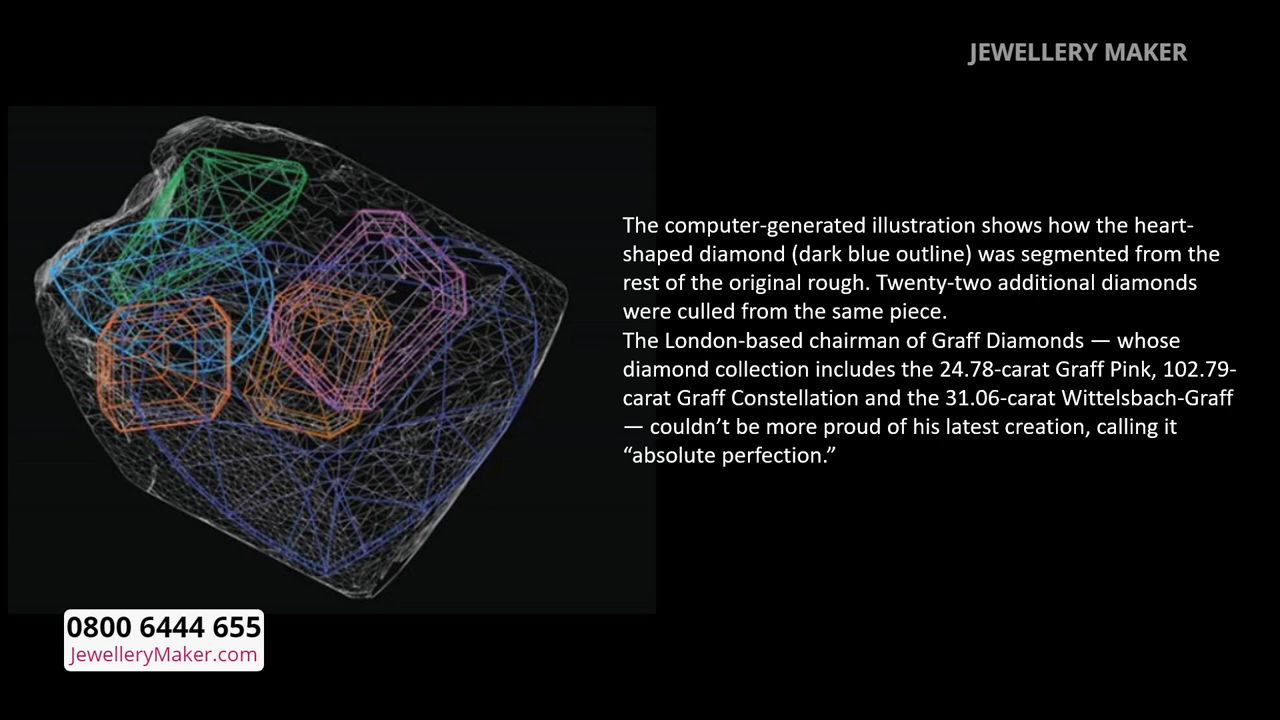 JEWELLERY MAKER
The computer-generated illustration shows how the heart-
shaped diamond (dark blue outline) was segmented from the
rest of the original rough. Twenty-two additional diamonds
were culled from the same piece.
The London-based chairman of Graff Diamonds — whose
diamond collection includes the 24.78-carat Graff Pink, 102.79-
carat Graff Constellation and the 31.06-carat Wittelsbach-Graff
— couldn’t be more proud of his latest creation, calling it
“absolute perfection.”
0800 6444 655
JewelleryMaker.com